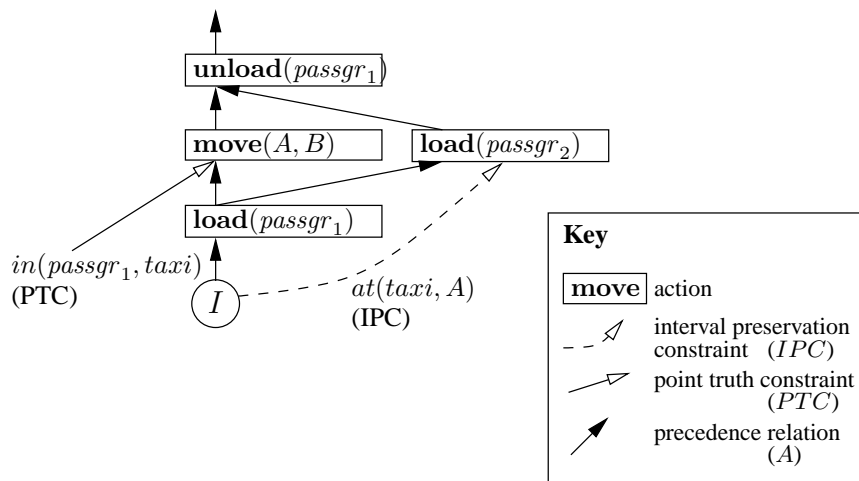 unload(passgr₁)
move(A, B)
load(passgr₂)
load(passgr₁)
in(passgr₁, taxi)
(PTC)
I
at(taxi, A)
(IPC)
Key
move action
interval preservation
constraint (IPC)
point truth constraint
(PTC)
precedence relation
(A)